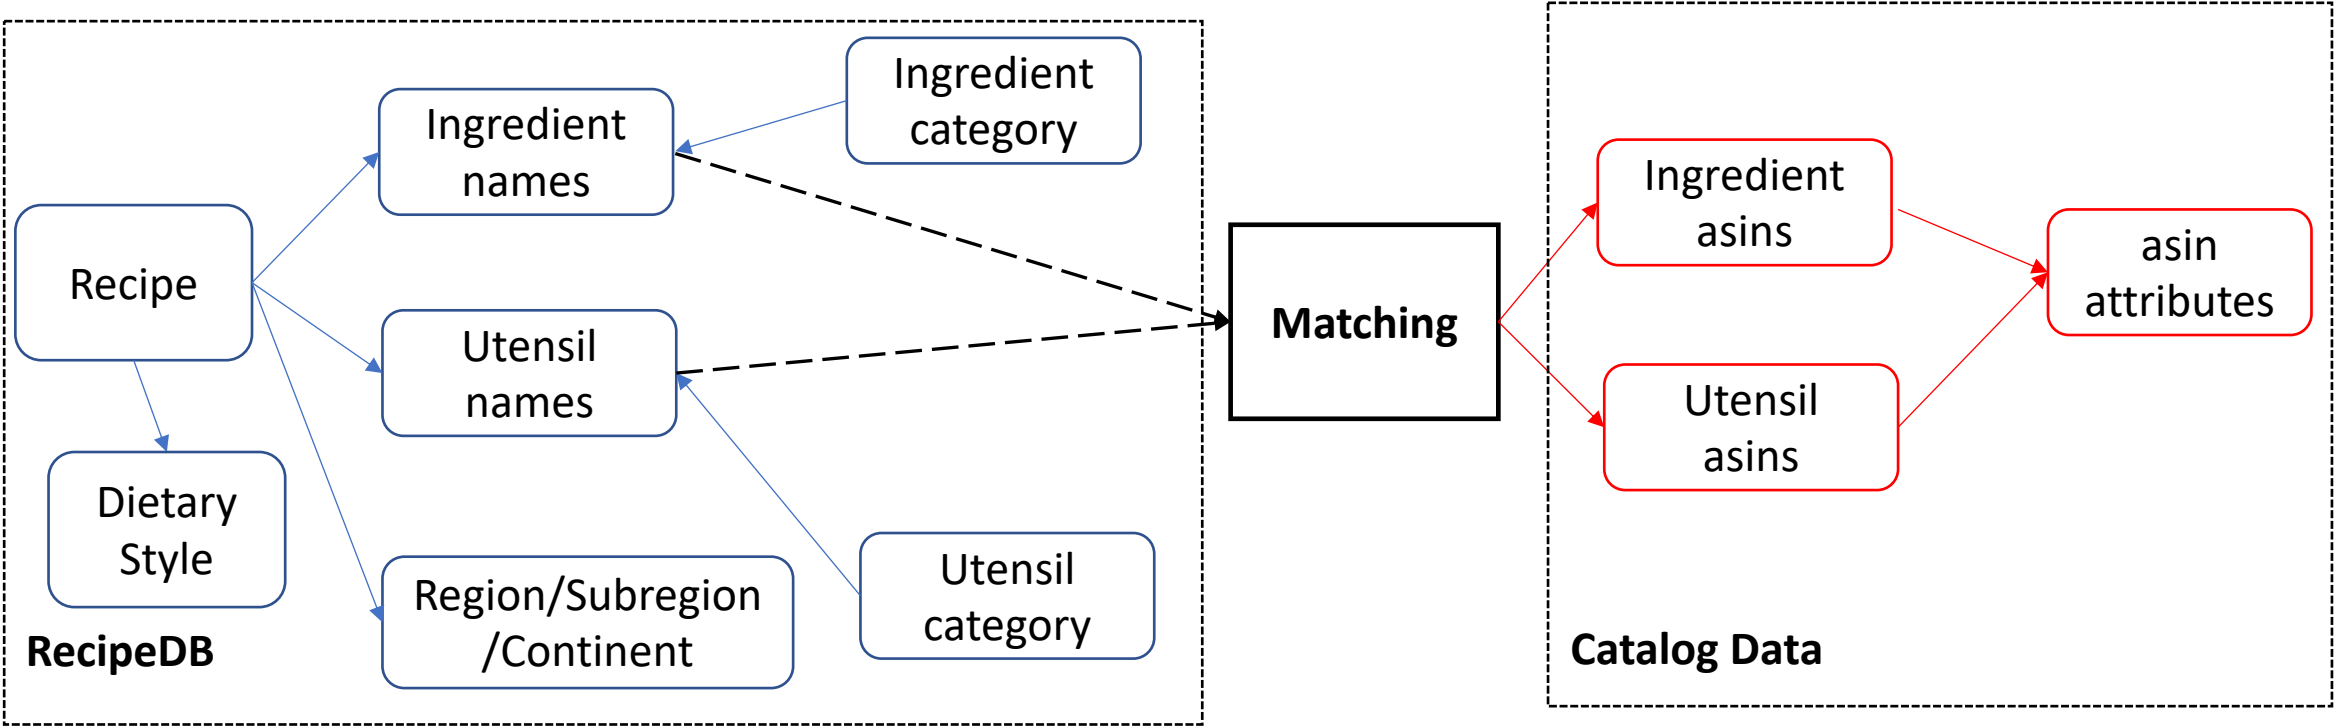 Ingredient
category
Ingredient
names
Recipe
Utensil
names
Dietary
Style
Region/Subregion
/Continent
Utensil
category
RecipeDB
Matching
Ingredient
asins
asin
attributes
Utensil
asins
Catalog Data